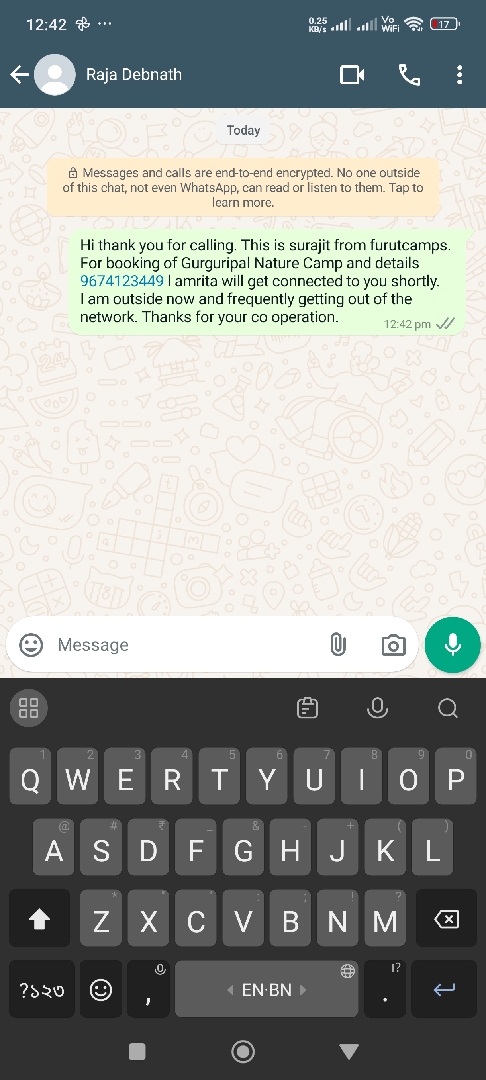 12:42 ... 0.25 KB/s Vo WiFi 17
Raja Debnath
Today
Messages and calls are end-to-end encrypted. No one outside
of this chat, not even WhatsApp, can read or listen to them. Tap to
learn more.
Hi thank you for calling. This is surajit from furutcamps.
For booking of Gurguripal Nature Camp and details
9674123449 I amrita will get connected to you shortly.
I am outside now and frequently getting out of the
network. Thanks for your co operation.
12:42 pm
Message
1 2 3 4 5 6 7 8 9 0
Q W E R T Y U I O P
@ # ₹ _ & - + ( )
A S D F G H J K L
* " ' : ; ! ?
Z X C V B N M
?১২৩ , EN·BN . !?